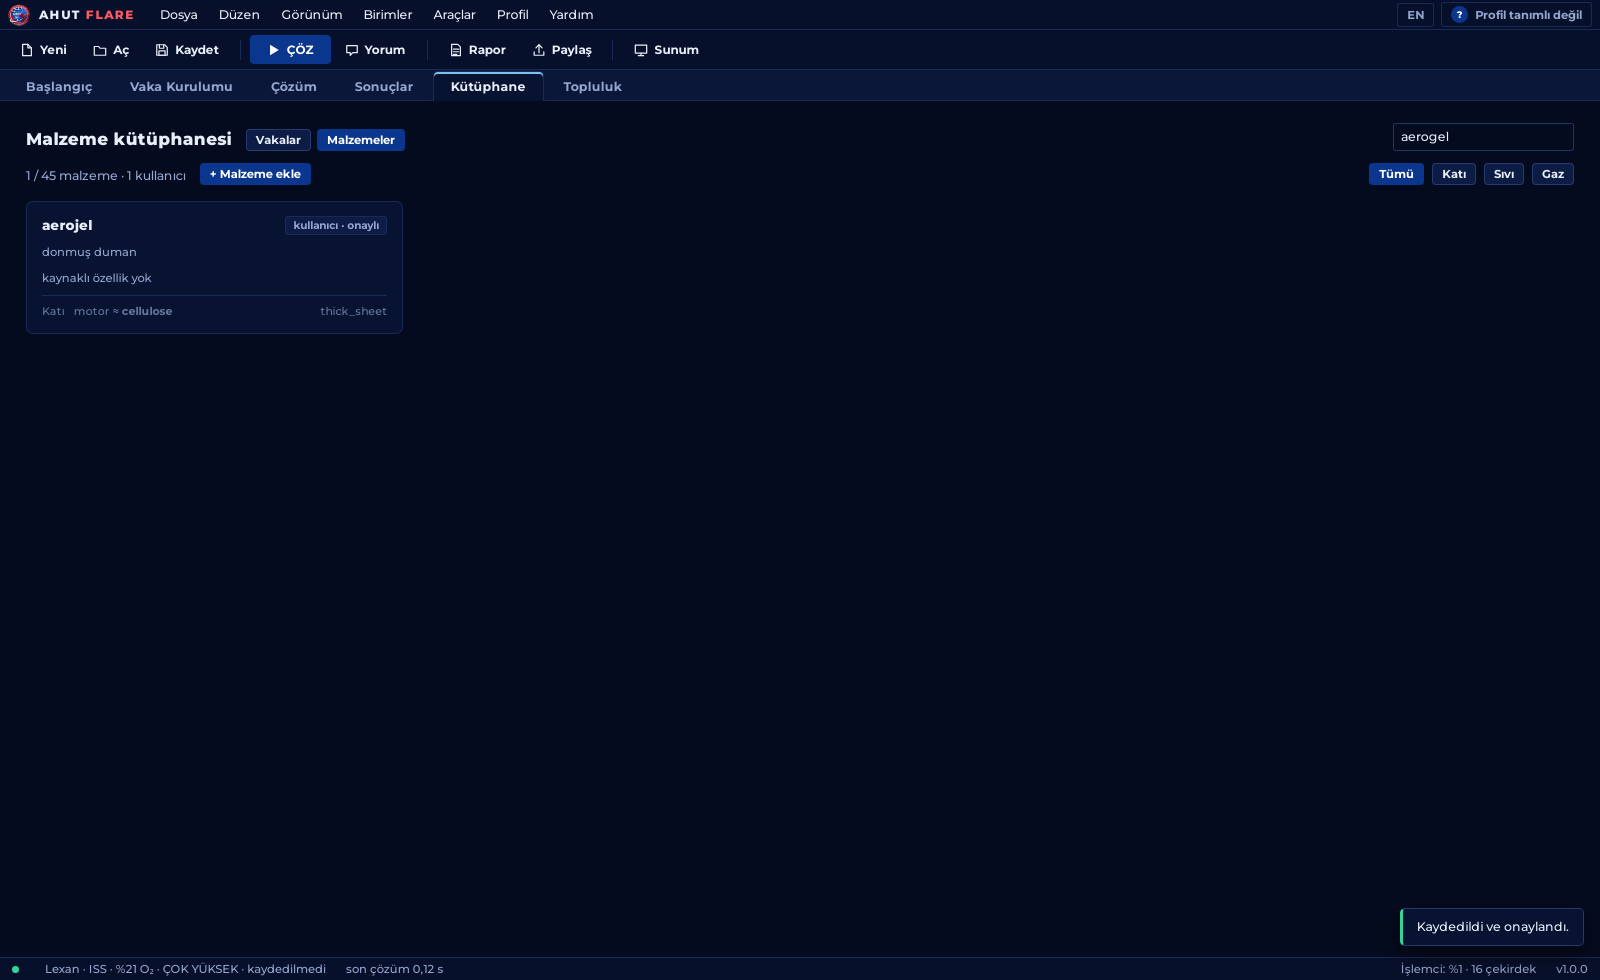 AHUT FLARE Dosya Düzen Görünüm Birimler Araçlar Profil Yardım EN ? Profil tanımlı değil
Yeni Aç Kaydet ÇÖZ Yorum Rapor Paylaş Sunum
Başlangıç Vaka Kurulumu Çözüm Sonuçlar Kütüphane Topluluk
Malzeme kütüphanesi Vakalar Malzemeler aerogel
1 / 45 malzeme · 1 kullanıcı + Malzeme ekle Tümü Katı Sıvı Gaz
aerojel kullanıcı · onaylı
donmuş duman
kaynaklı özellik yok
Katı motor ≈ cellulose thick_sheet
Kaydedildi ve onaylandı.
Lexan · ISS · %21 O₂ · ÇOK YÜKSEK · kaydedilmedi son çözüm 0,12 s İşlemci: %1 · 16 çekirdek v1.0.0